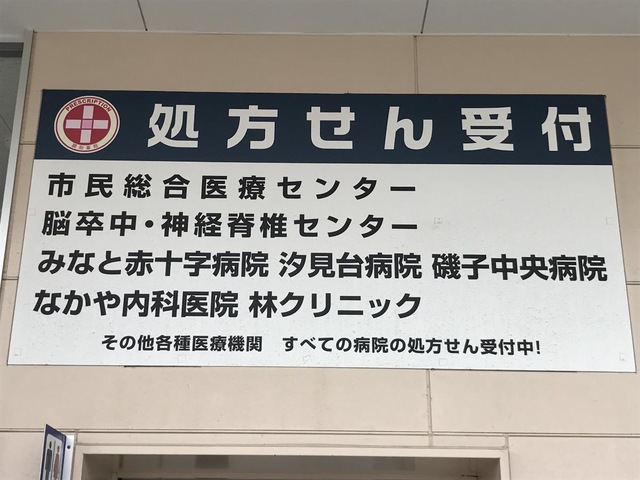 PRESCRIPTION
処方せん受付
市民総合医療センター
脳卒中・神経脊椎センター
みなと赤十字病院 汐見台病院 磯子中央病院
なかや内科医院 林クリニック
その他各種医療機関　すべての病院の処方せん受付中!